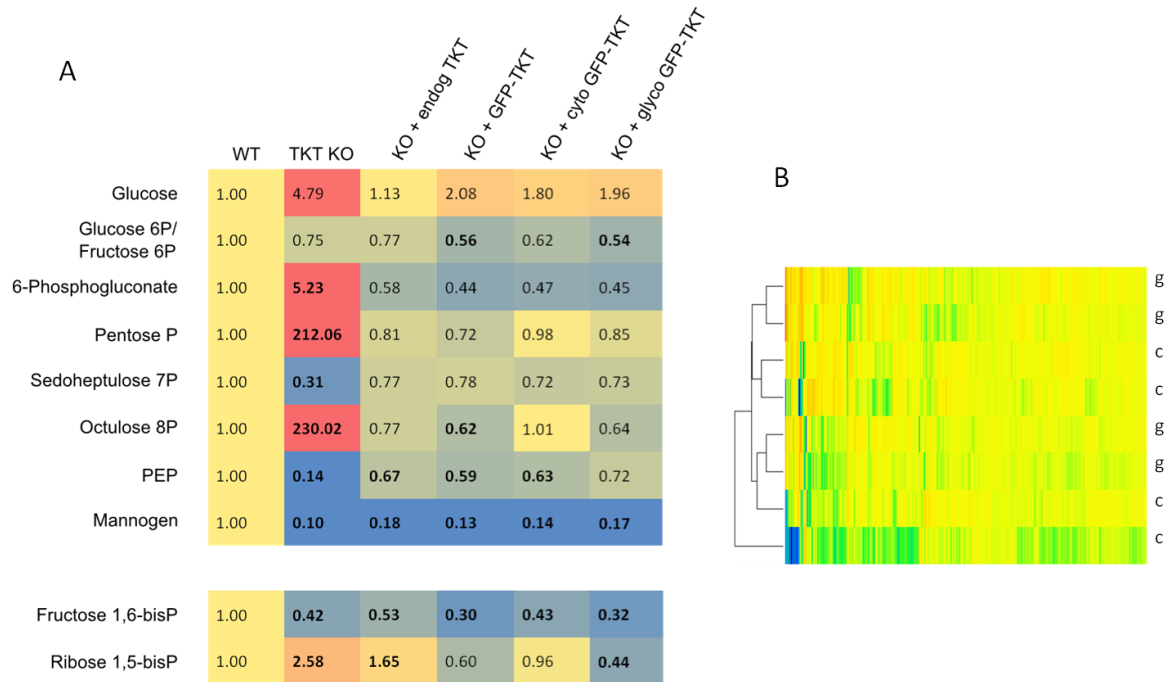 A
WT
TKT KO
KO + endog TKT
KO + GFP-TKT
KO + cyto GFP-TKT
KO + glyco GFP-TKT
Glucose 1.00 4.79 1.13 2.08 1.80 1.96
Glucose 6P/
Fructose 6P 1.00 0.75 0.77 0.56 0.62 0.54
6-Phosphogluconate 1.00 5.23 0.58 0.44 0.47 0.45
Pentose P 1.00 212.06 0.81 0.72 0.98 0.85
Sedoheptulose 7P 1.00 0.31 0.77 0.78 0.72 0.73
Octulose 8P 1.00 230.02 0.77 0.62 1.01 0.64
PEP 1.00 0.14 0.67 0.59 0.63 0.72
Mannogen 1.00 0.10 0.18 0.13 0.14 0.17
Fructose 1,6-bisP 1.00 0.42 0.53 0.30 0.43 0.32
Ribose 1,5-bisP 1.00 2.58 1.65 0.60 0.96 0.44
B
g
g
c
c
g
g
c
c